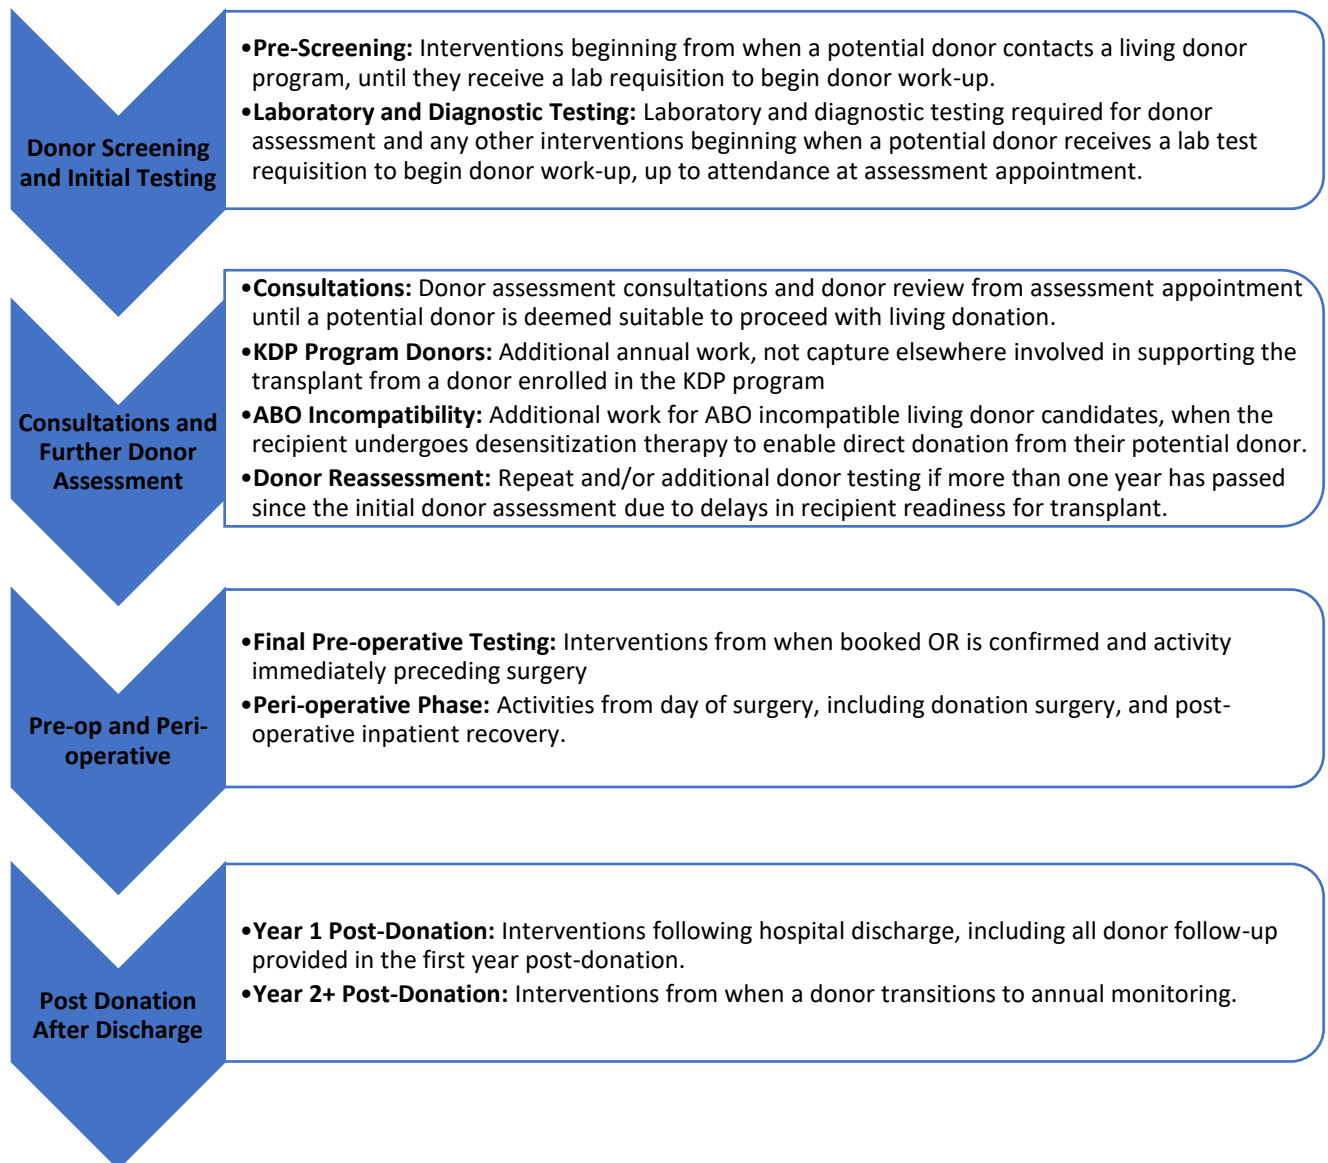 Donor Screening
and Initial Testing
•Pre-Screening: Interventions beginning from when a potential donor contacts a living donor
program, until they receive a lab requisition to begin donor work-up.
•Laboratory and Diagnostic Testing: Laboratory and diagnostic testing required for donor
assessment and any other interventions beginning when a potential donor receives a lab test
requisition to begin donor work-up, up to attendance at assessment appointment.
Consultations and
Further Donor
Assessment
•Consultations: Donor assessment consultations and donor review from assessment appointment
until a potential donor is deemed suitable to proceed with living donation.
•KDP Program Donors: Additional annual work, not capture elsewhere involved in supporting the
transplant from a donor enrolled in the KDP program
•ABO Incompatibility: Additional work for ABO incompatible living donor candidates, when the
recipient undergoes desensitization therapy to enable direct donation from their potential donor.
•Donor Reassessment: Repeat and/or additional donor testing if more than one year has passed
since the initial donor assessment due to delays in recipient readiness for transplant.
Pre-op and Peri-
operative
•Final Pre-operative Testing: Interventions from when booked OR is confirmed and activity
immediately preceding surgery
•Peri-operative Phase: Activities from day of surgery, including donation surgery, and post-
operative inpatient recovery.
Post Donation
After Discharge
•Year 1 Post-Donation: Interventions following hospital discharge, including all donor follow-up
provided in the first year post-donation.
•Year 2+ Post-Donation: Interventions from when a donor transitions to annual monitoring.